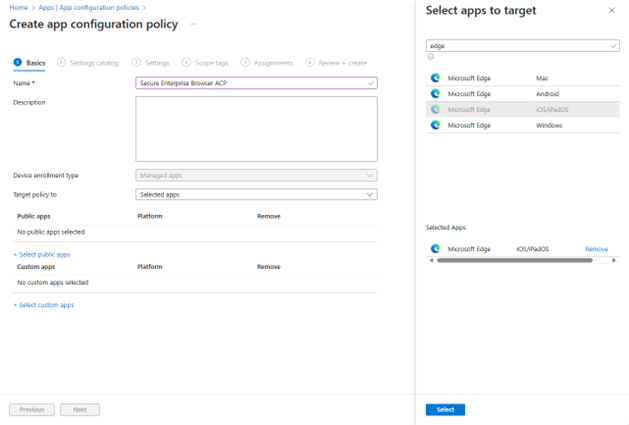 Home > Apps | App configuration policies >
Create app configuration policy ...
1 Basics 2 Settings catalog 3 Settings 4 Scope tags 5 Assignments 6 Review + create
Name * Secure Enterprise Browser ACP
Description
Device enrollment type Managed apps
Target policy to Selected apps
Public apps Platform Remove
No public apps selected
+ Select public apps
Custom apps Platform Remove
No custom apps selected
+ Select custom apps
Previous Next
Select apps to target
edge
Microsoft Edge Mac
Microsoft Edge Android
Microsoft Edge iOS/iPadOS
Microsoft Edge Windows
Selected Apps
Microsoft Edge iOS/iPadOS Remove
Select